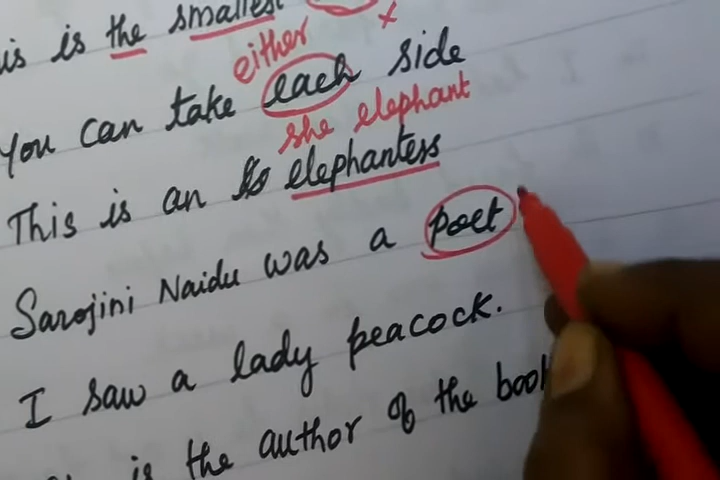 is is the smallest
either
You can take each side
she elephant
This is an elephantess
Sarojini Naidu was a poet
I saw a lady peacock.
is the author of the book